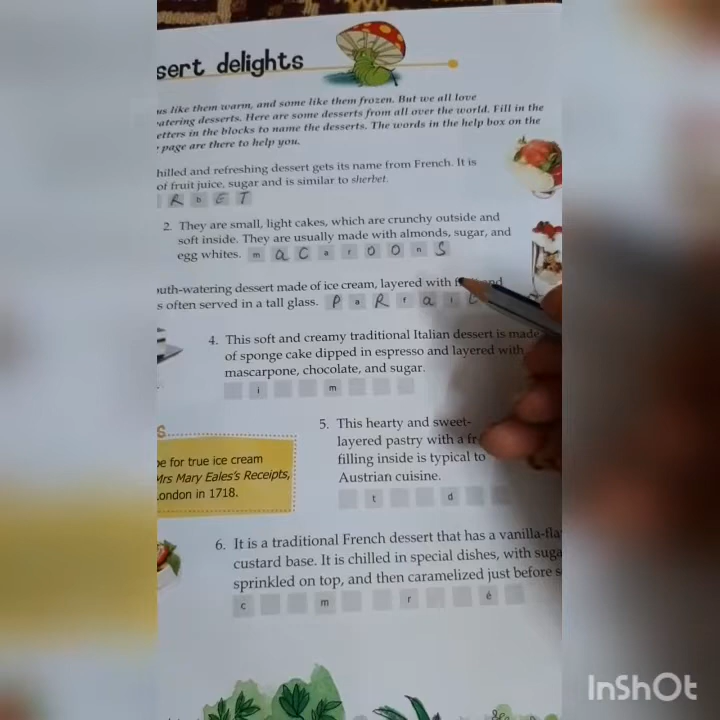 sert delights
us like them warm, and some like them frozen. But we all love
watering desserts. Here are some desserts from all over the world. Fill in the
etters in the blocks to name the desserts. The words in the help box on the
page are there to help you.
hilled and refreshing dessert gets its name from French. It is
of fruit juice, sugar and is similar to sherbet.
R b E T
2. They are small, light cakes, which are crunchy outside and
soft inside. They are usually made with almonds, sugar, and
egg whites. m a C a r O O n S
outh-watering dessert made of ice cream, layered with
s often served in a tall glass. P a R f a i
4. This soft and creamy traditional Italian dessert is made
of sponge cake dipped in espresso and layered with
mascarpone, chocolate, and sugar.
i m
5. This hearty and sweet-
layered pastry with a fr
filling inside is typical to
Austrian cuisine.
t d
S
pe for true ice cream
Mrs Mary Eales's Receipts,
London in 1718.
6. It is a traditional French dessert that has a vanilla-fla
custard base. It is chilled in special dishes, with suga
sprinkled on top, and then caramelized just before s
c m r é
InShOt